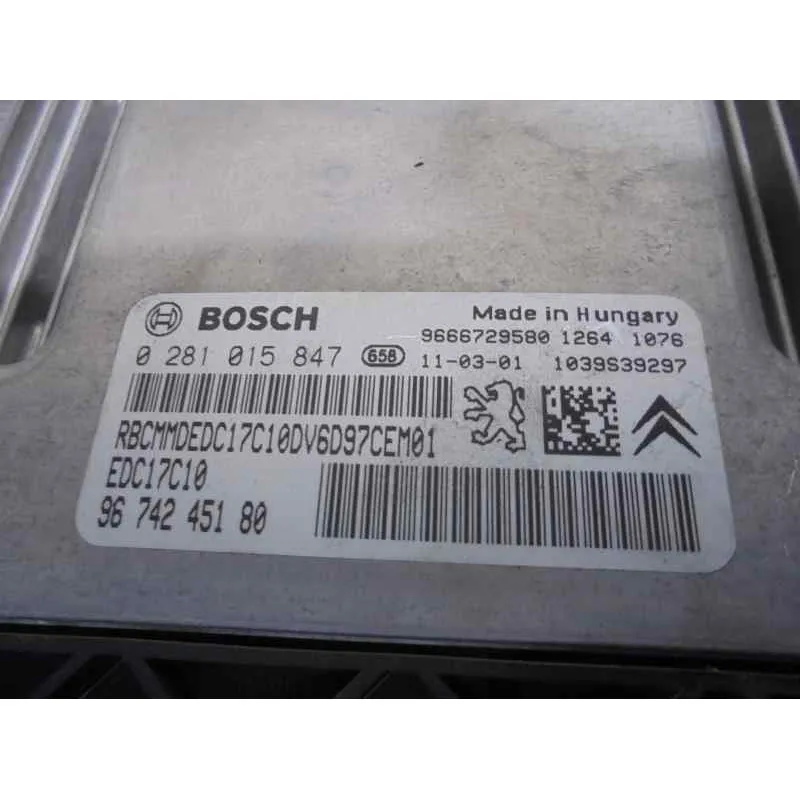 BOSCH Made in Hungary
9666729580 1264 1076
0 281 015 847 658 11-03-01 1039S39297
RBCMMDEDC17C10DV6D97CEM01
EDC17C10
96 742 451 80